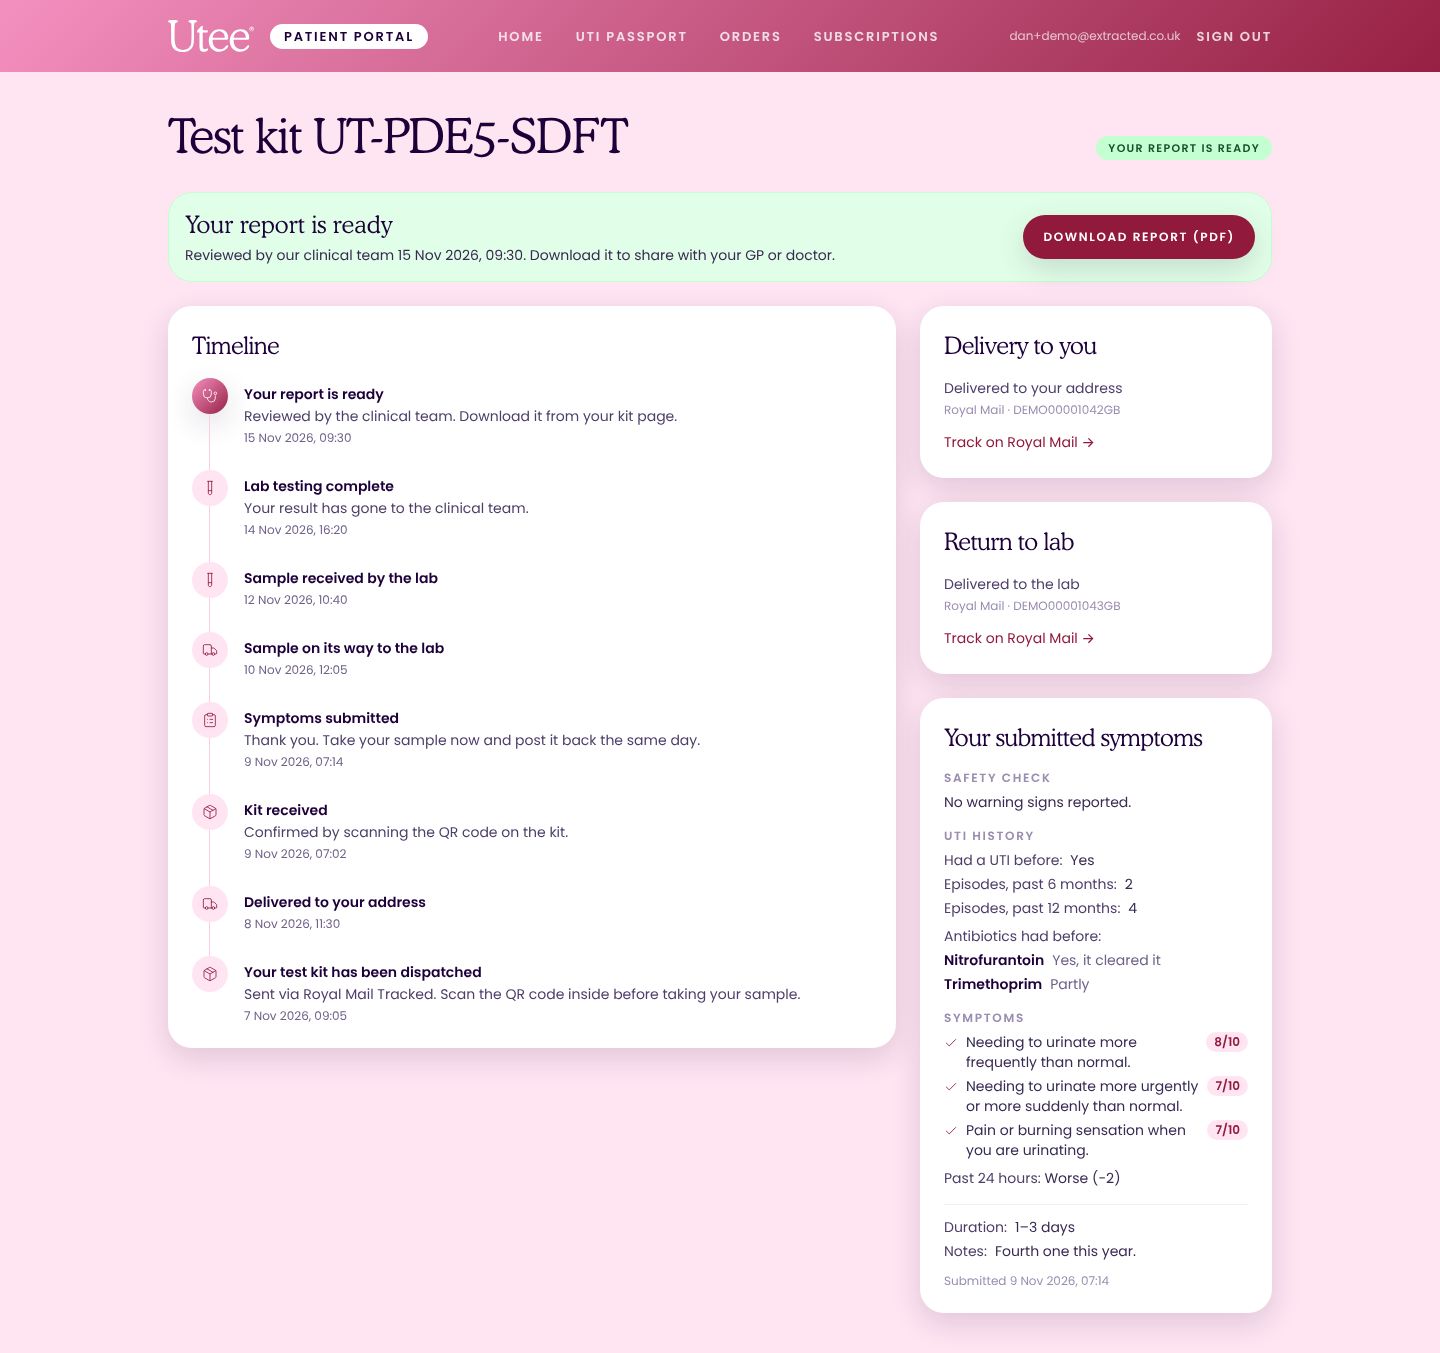 Utee®
PATIENT PORTAL
HOME
UTI PASSPORT
ORDERS
SUBSCRIPTIONS
dan+demo@extracted.co.uk
SIGN OUT
Test kit UT-PDE5-SDFT
YOUR REPORT IS READY
Your report is ready
Reviewed by our clinical team 15 Nov 2026, 09:30. Download it to share with your GP or doctor.
DOWNLOAD REPORT (PDF)
Timeline
Your report is ready
Reviewed by the clinical team. Download it from your kit page.
15 Nov 2026, 09:30
Lab testing complete
Your result has gone to the clinical team.
14 Nov 2026, 16:20
Sample received by the lab
12 Nov 2026, 10:40
Sample on its way to the lab
10 Nov 2026, 12:05
Symptoms submitted
Thank you. Take your sample now and post it back the same day.
9 Nov 2026, 07:14
Kit received
Confirmed by scanning the QR code on the kit.
9 Nov 2026, 07:02
Delivered to your address
8 Nov 2026, 11:30
Your test kit has been dispatched
Sent via Royal Mail Tracked. Scan the QR code inside before taking your sample.
7 Nov 2026, 09:05
Delivery to you
Delivered to your address
Royal Mail · DEMO00001042GB
Track on Royal Mail →
Return to lab
Delivered to the lab
Royal Mail · DEMO00001043GB
Track on Royal Mail →
Your submitted symptoms
SAFETY CHECK
No warning signs reported.
UTI HISTORY
Had a UTI before: Yes
Episodes, past 6 months: 2
Episodes, past 12 months: 4
Antibiotics had before:
Nitrofurantoin Yes, it cleared it
Trimethoprim Partly
SYMPTOMS
Needing to urinate more 8/10
frequently than normal.
Needing to urinate more urgently 7/10
or more suddenly than normal.
Pain or burning sensation when 7/10
you are urinating.
Past 24 hours: Worse (-2)
Duration: 1–3 days
Notes: Fourth one this year.
Submitted 9 Nov 2026, 07:14